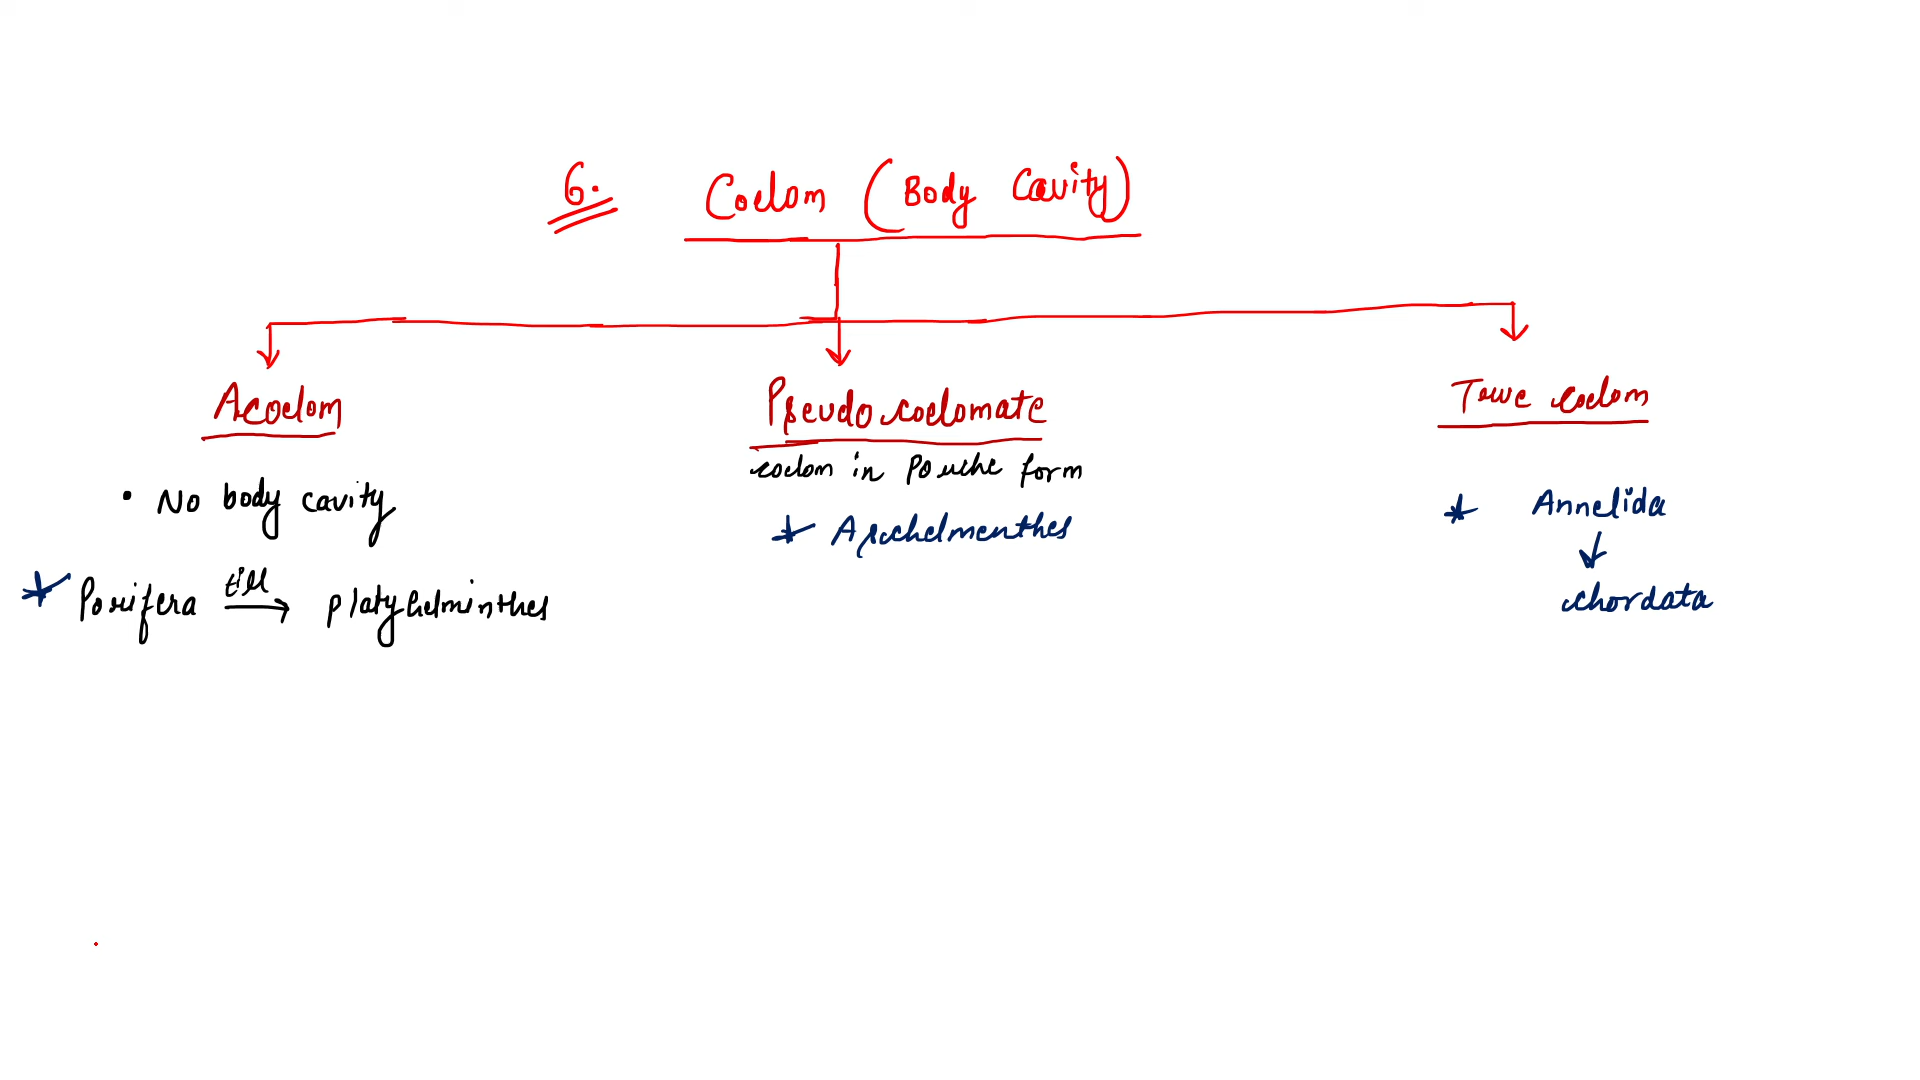 6. Coelom (Body Cavity)
Acoelom
• No body cavity
* Porifera till → platyhelminthes
Pseudocoelomate
coelom in Pouche form
* Aschelmenthes
True coelom
* Annelida
↓
chordata